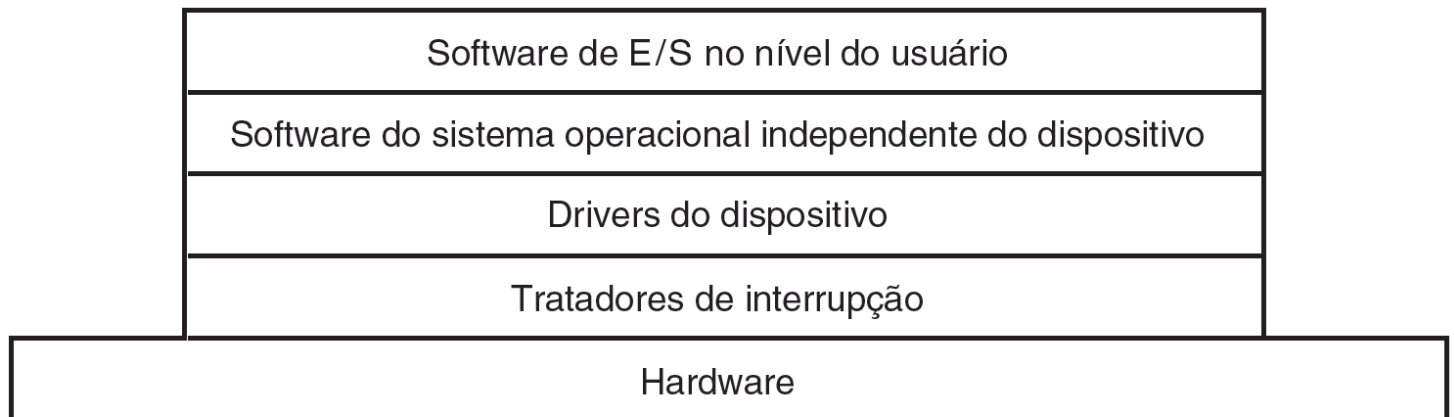 Software de E/S no nível do usuário
Software do sistema operacional independente do dispositivo
Drivers do dispositivo
Tratadores de interrupção
Hardware